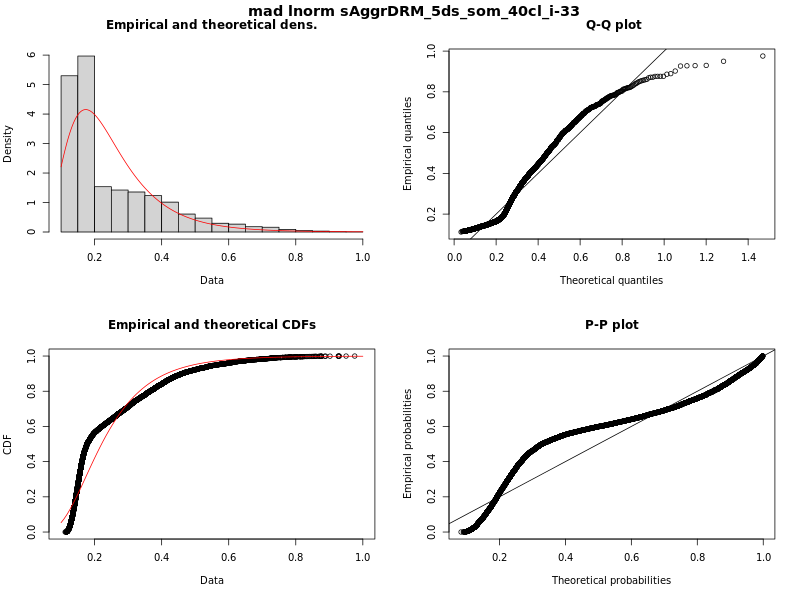 mad lnorm sAggrDRM_5ds_som_40cl_i-33
Empirical and theoretical dens.
Density
0 1 2 3 4 5 6
0.2 0.4 0.6 0.8 1.0
Data
Q-Q plot
Empirical quantiles
0.2 0.4 0.6 0.8 1.0
0.0 0.2 0.4 0.6 0.8 1.0 1.2 1.4
Theoretical quantiles
Empirical and theoretical CDFs
CDF
0.0 0.2 0.4 0.6 0.8 1.0
0.2 0.4 0.6 0.8 1.0
Data
P-P plot
Empirical probabilities
0.0 0.2 0.4 0.6 0.8 1.0
0.2 0.4 0.6 0.8 1.0
Theoretical probabilities